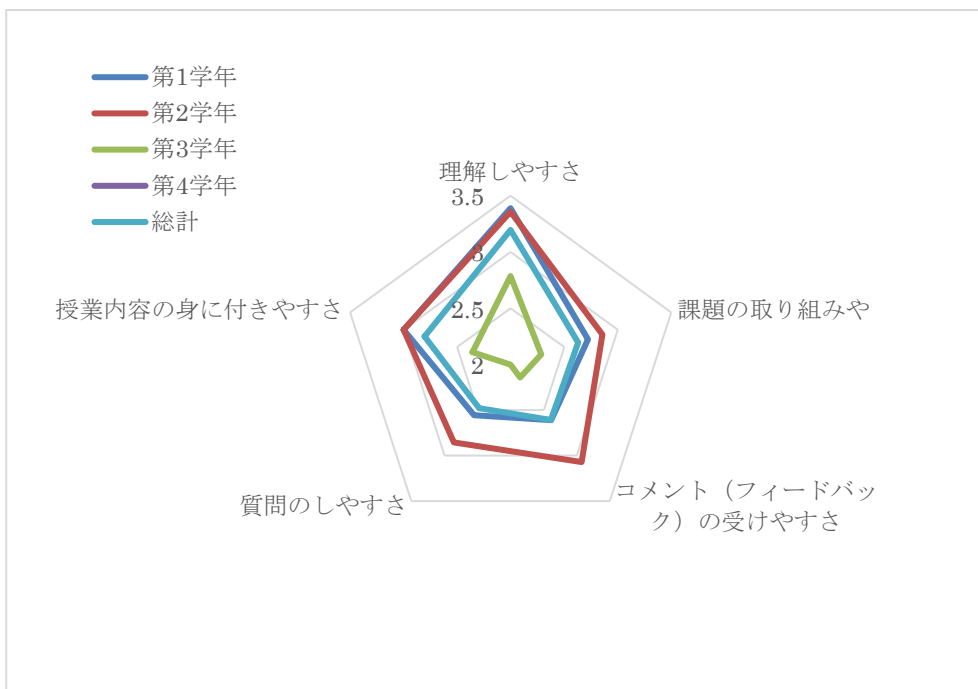 第1学年
第2学年
第3学年
第4学年
総計
理解しやすさ
3.5
3
2.5
2
授業内容の身に付きやすさ
課題の取り組みや
質問のしやすさ
コメント（フィードバッ
ク）の受けやすさ